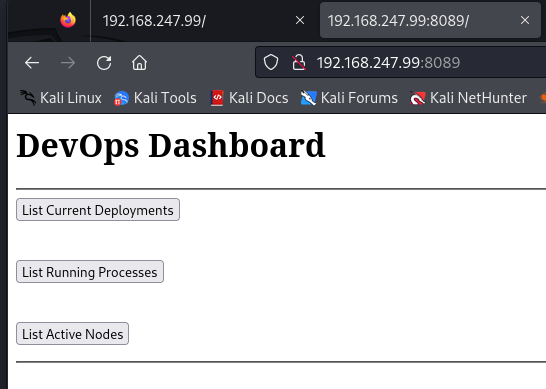 192.168.247.99/ 192.168.247.99:8089/
192.168.247.99:8089
Kali Linux Kali Tools Kali Docs Kali Forums Kali NetHunter
DevOps Dashboard
List Current Deployments
List Running Processes
List Active Nodes